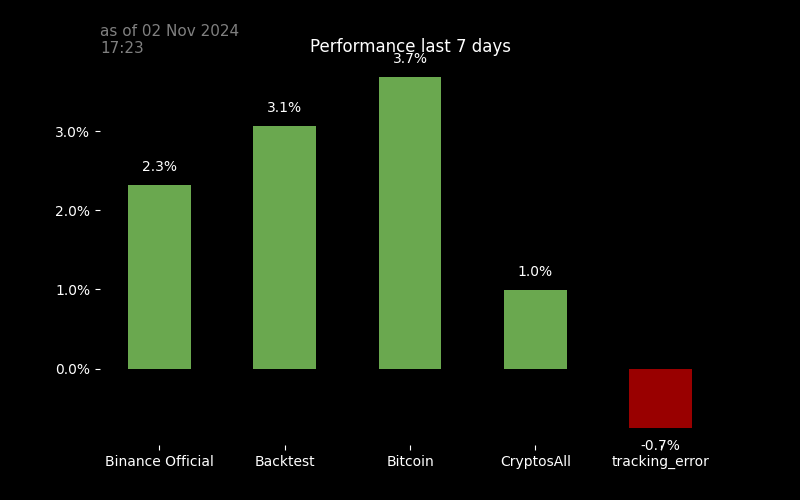 as of 02 Nov 2024
17:23
Performance last 7 days
3.7%
3.1%
2.3%
1.0%
-0.7%
3.0%
2.0%
1.0%
0.0%
Binance Official
Backtest
Bitcoin
CryptosAll
tracking_error